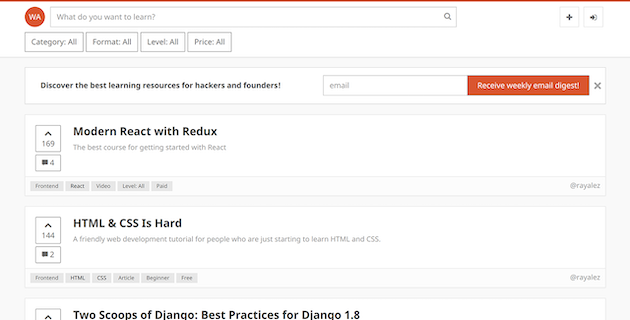 WA What do you want to learn?
Category: All Format: All Level: All Price: All
Discover the best learning resources for hackers and founders! email Receive weekly email digest!
Modern React with Redux
169
The best course for getting started with React
4
Frontend React Video Level: All Paid @rayalez
HTML & CSS Is Hard
144
A friendly web development tutorial for people who are just starting to learn HTML and CSS.
2
Frontend HTML CSS Article Beginner Free @rayalez
Two Scoops of Django: Best Practices for Django 1.8